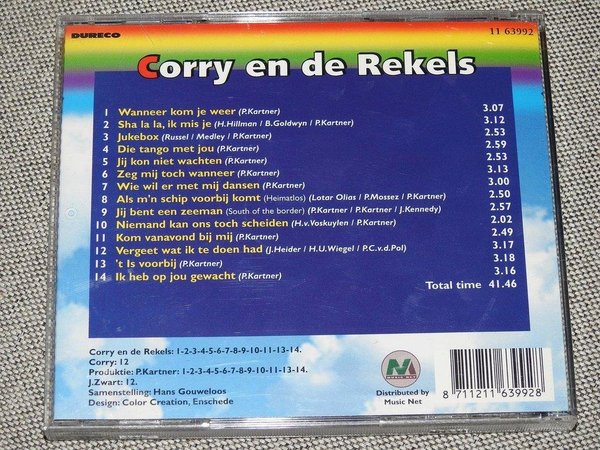 DURECO
11 63992
Corry en de Rekels
1 Wanneer kom je weer (P.Kartner) 3.07
2 Sha la la, ik mis je (H.Hillman / B.Goldwyn / P.Kartner) 3.12
3 Jukebox (Russel / Medley / P.Kartner) 2.53
4 Die tango met jou (P.Kartner) 2.59
5 Jij kon niet wachten (P.Kartner) 2.53
6 Zeg mij toch wanneer (P.Kartner) 3.13
7 Wie wil er met mij dansen (P.Kartner) 3.00
8 Als m'n schip voorbij komt (Heimatlos) (Lotar Olias / P.Mossez / P.Kartner) 2.50
9 Jij bent een zeeman (South of the border) (P.Kartner / P.Kartner / J.Kennedy) 2.57
10 Niemand kan ons toch scheiden (H.v.Voskuylen / P.Kartner) 2.02
11 Kom vanavond bij mij (P.Kartner) 2.49
12 Vergeet wat ik te doen had (J.Heider / H.U.Wiegel / P.C.v.d.Pol) 3.17
13 't Is voorbij (P.Kartner) 3.18
14 Ik heb op jou gewacht (P.Kartner) 3.16
Total time 41.46
Corry en de Rekels: 1-2-3-4-5-6-7-8-9-10-11-13-14.
Corry: 12
Produktie: P.Kartner: 1-2-3-4-5-6-7-8-9-10-11-13-14.
J.Zwart: 12.
Samenstelling: Hans Gouweloos
Design: Color Creation, Enschede
MUSIC NET
Distributed by
Music Net
8 711211 639928